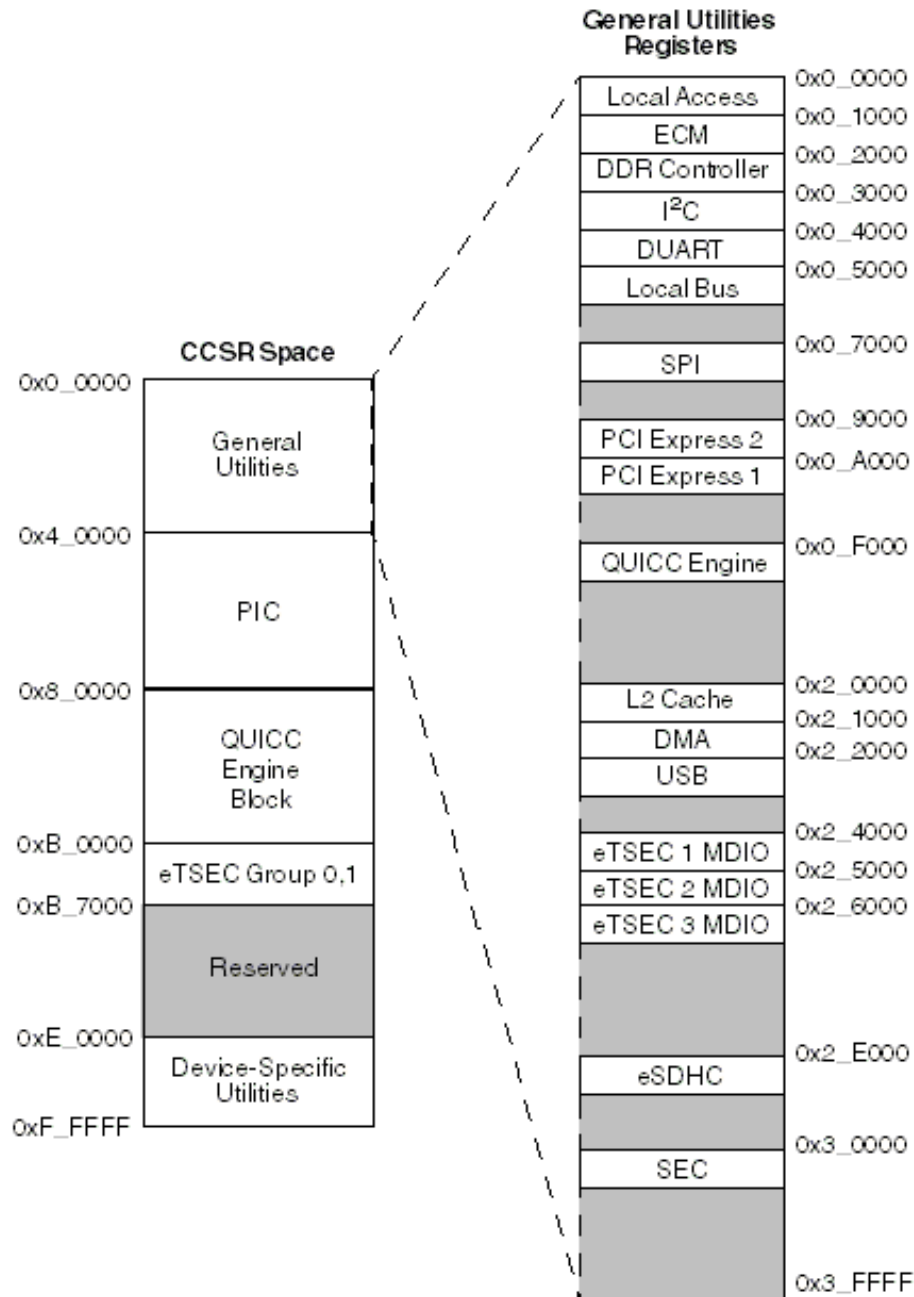 General Utilities
Registers
0x0_0000
Local Access
0x0_1000
ECM
0x0_2000
DDR Controller
0x0_3000
I²C
0x0_4000
DUART
0x0_5000
Local Bus
0x0_7000
SPI
0x0_9000
PCI Express 2
0x0_A000
PCI Express 1
0x0_F000
QUICC Engine
0x2_0000
L2 Cache
0x2_1000
DMA
0x2_2000
USB
0x2_4000
eTSEC 1 MDIO
0x2_5000
eTSEC 2 MDIO
0x2_6000
eTSEC 3 MDIO
0x2_E000
eSDHC
0x3_0000
SEC
0x3_FFFF
CCSR Space
0x0_0000
General
Utilities
0x4_0000
PIC
0x8_0000
QUICC
Engine
Block
0xB_0000
eTSEC Group 0,1
0xB_7000
Reserved
0xE_0000
Device-Specific
Utilities
0xF_FFFF